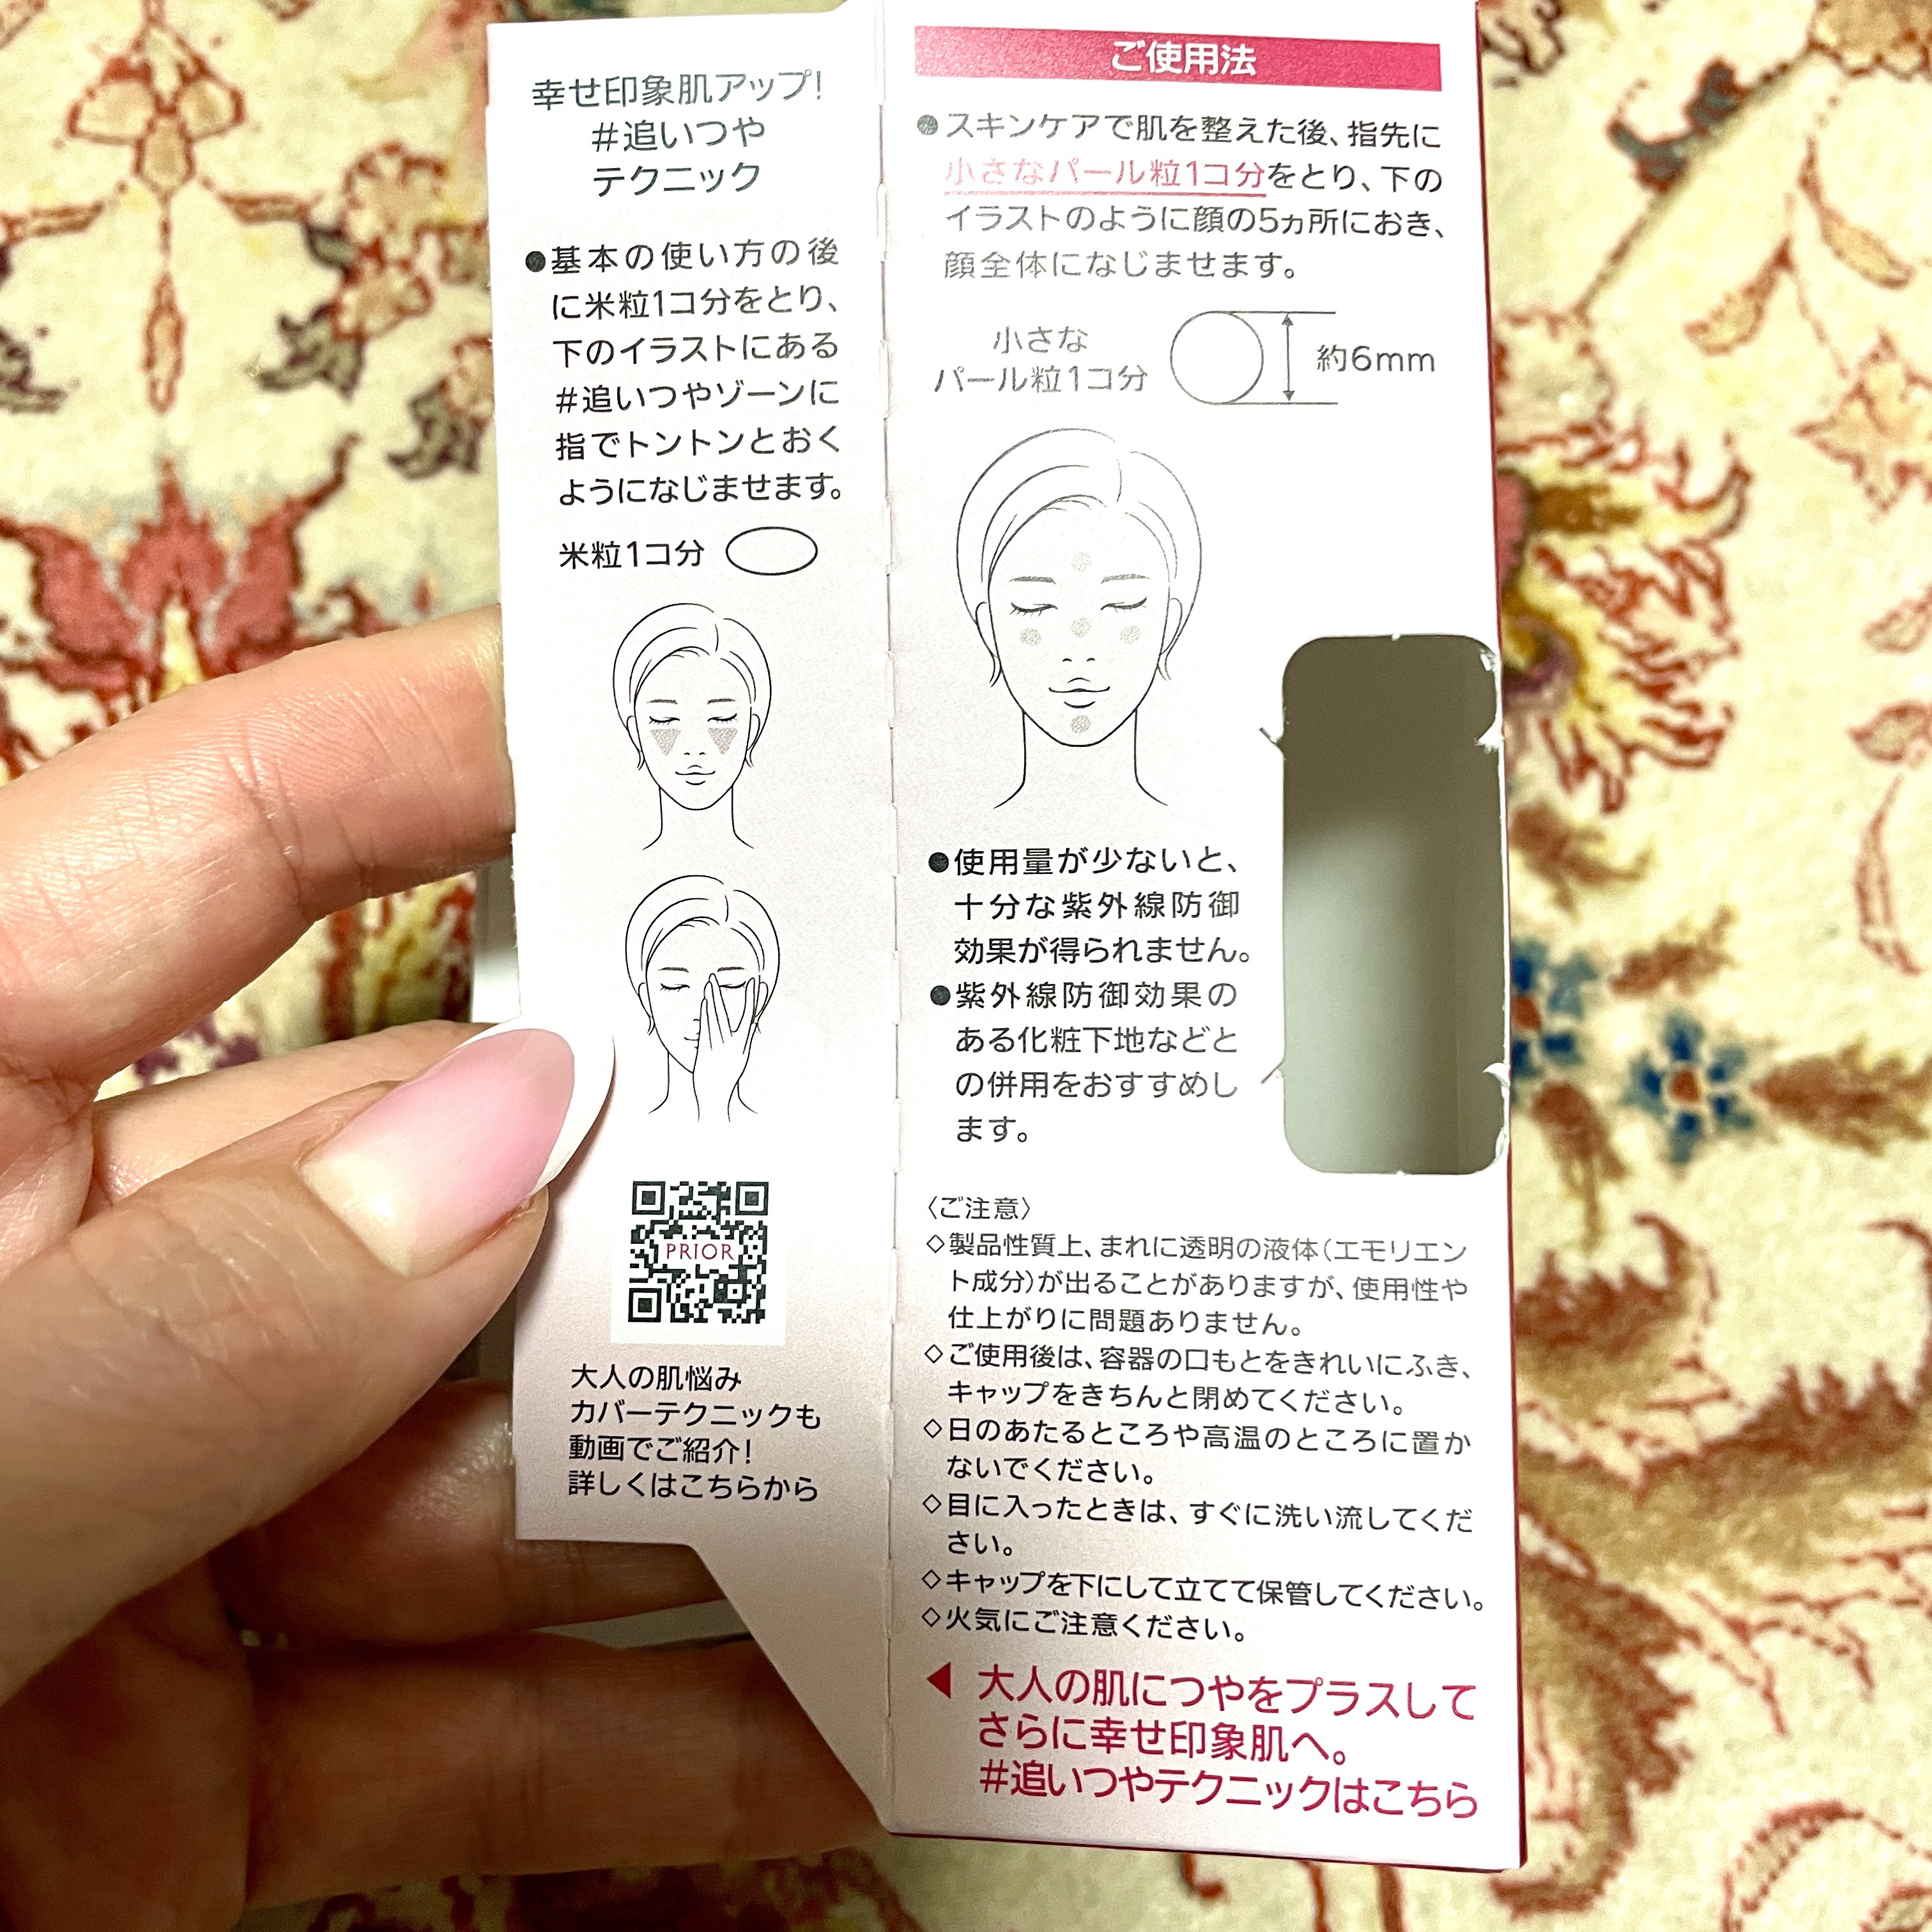 幸せ印象肌アップ!
#追いつや
テクニック
●基本の使い方の後
に米粒1コ分をとり、
下のイラストにある
#追いつやゾーンに
指でトントンとおく
ようになじませます。
米粒1コ分
PRIOR
大人の肌悩み
カバーテクニックも
動画でご紹介!
詳しくはこちらから
ご使用法
●スキンケアで肌を整えた後、指先に
小さなパール粒1コ分をとり、下の
イラストのように顔の5ヵ所におき、
顔全体になじませます。
小さな
パール粒1コ分
約6mm
●使用量が少ないと、
十分な紫外線防御
効果が得られません。
●紫外線防御効果の
ある化粧下地などと
の併用をおすすめし
ます。
〈ご注意〉
◇製品性質上、まれに透明の液体(エモリエン
ト成分)が出ることがありますが、使用性や
仕上がりに問題ありません。
◇ご使用後は、容器の口もとをきれいにふき、
キャップをきちんと閉めてください。
◇日のあたるところや高温のところに置か
ないでください。
◇目に入ったときは、すぐに洗い流してくだ
さい。
◇キャップを下にして立てて保管してください。
◇火気にご注意ください。
◀ 大人の肌につやをプラスして
さらに幸せ印象肌へ。
#追いつやテクニックはこちら